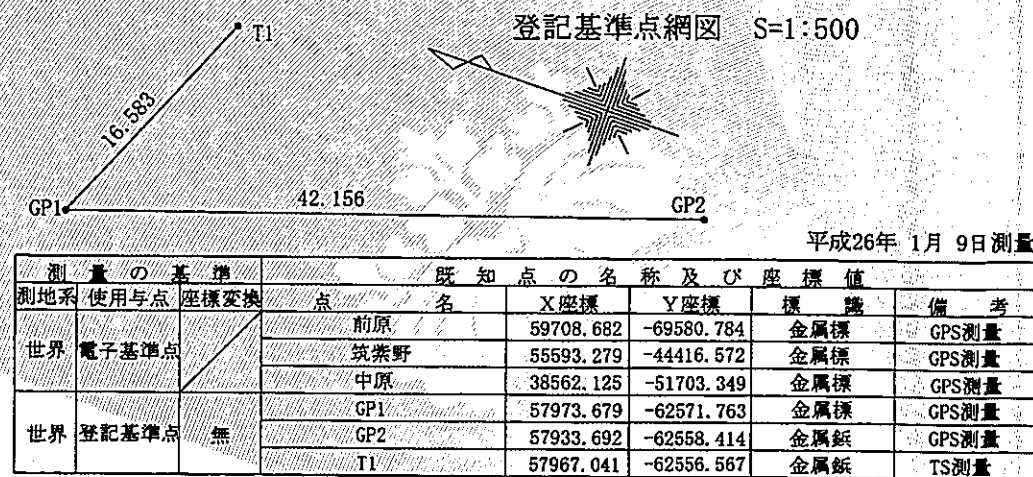 登記基準点網図 S=1:500
T1
16.583
GP1
42.156
GP2
平成26年 1月 9日測量
測量の基準 既知点の名称及び座標値
測地系 使用与点 座標変換 点名 X座標 Y座標 標識 備考
世界 電子基準点 前原 59708.682 -69580.784 金属標 GPS測量
筑紫野 55593.279 -44416.572 金属標 GPS測量
中原 38562.125 -51703.349 金属標 GPS測量
世界 登記基準点 無 GP1 57973.679 -62571.763 金属標 GPS測量
GP2 57933.692 -62558.414 金属鋲 GPS測量
T1 57967.041 -62556.567 金属鋲 TS測量